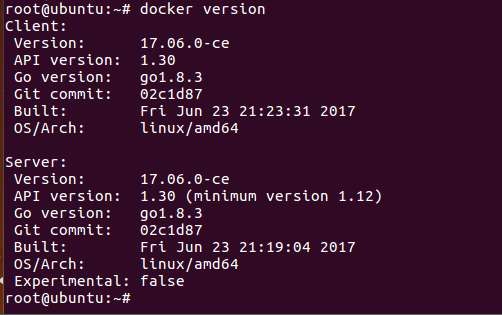 root@ubuntu:~# docker version
Client:
 Version:      17.06.0-ce
 API version:  1.30
 Go version:   go1.8.3
 Git commit:   02c1d87
 Built:        Fri Jun 23 21:23:31 2017
 OS/Arch:      linux/amd64

Server:
 Version:      17.06.0-ce
 API version:  1.30 (minimum version 1.12)
 Go version:   go1.8.3
 Git commit:   02c1d87
 Built:        Fri Jun 23 21:19:04 2017
 OS/Arch:      linux/amd64
 Experimental: false
root@ubuntu:~#